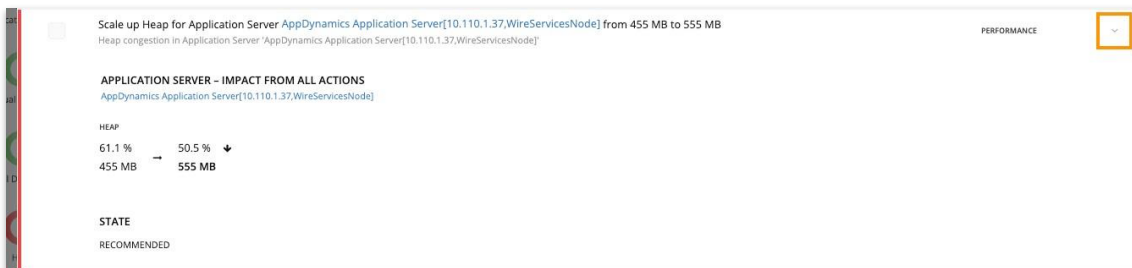 Scale up Heap for Application Server AppDynamics Application Server[10.110.1.37,WireServicesNode] from 455 MB to 555 MB
PERFORMANCE
Heap congestion in Application Server 'AppDynamics Application Server[10.110.1.37,WireServicesNode]'
APPLICATION SERVER – IMPACT FROM ALL ACTIONS
AppDynamics Application Server[10.110.1.37,WireServicesNode]
HEAP
61.1 % → 50.5 % ↓
455 MB 555 MB
STATE
RECOMMENDED